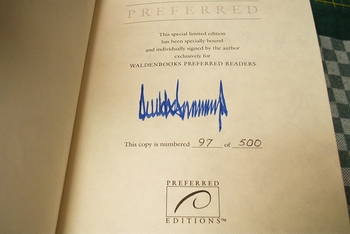 PREFERRED
This special limited edition
has been specially bound
and individually signed by the author
exclusively for
WALDENBOOKS PREFERRED READERS
This copy is numbered 97 of 500
PREFERRED
EDITIONS™